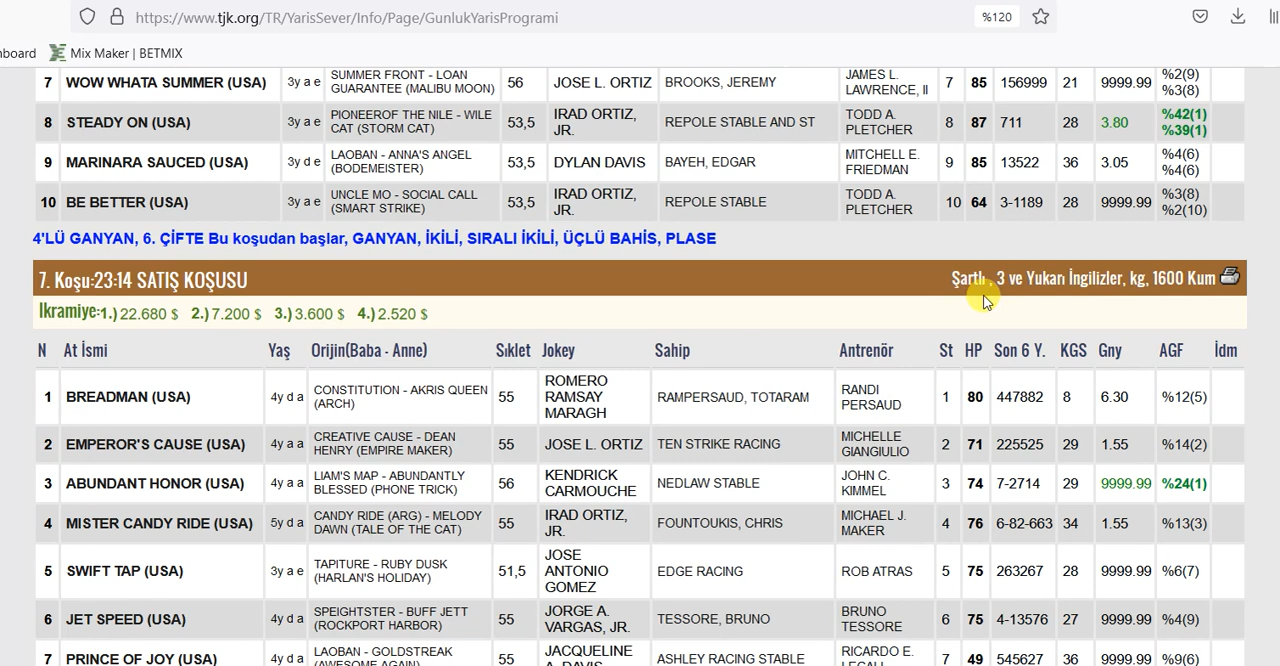 https://www.tjk.org/TR/YarisSever/Info/Page/GunlukYarisProgrami %120
nboard Mix Maker | BETMIX
7 WOW WHATA SUMMER (USA) 3y a e SUMMER FRONT - LOAN GUARANTEE (MALIBU MOON) 56 JOSE L. ORTIZ BROOKS, JEREMY JAMES L. LAWRENCE, II 7 85 156999 21 9999.99 %2(9) %3(8)
8 STEADY ON (USA) 3y a e PIONEEROF THE NILE - WILE CAT (STORM CAT) 53,5 IRAD ORTIZ, JR. REPOLE STABLE AND ST TODD A. PLETCHER 8 87 711 28 3.80 %42(1) %39(1)
9 MARINARA SAUCED (USA) 3y d e LAOBAN - ANNA'S ANGEL (BODEMEISTER) 53,5 DYLAN DAVIS BAYEH, EDGAR MITCHELL E. FRIEDMAN 9 85 13522 36 3.05 %4(6) %4(6)
10 BE BETTER (USA) 3y a e UNCLE MO - SOCIAL CALL (SMART STRIKE) 53,5 IRAD ORTIZ, JR. REPOLE STABLE TODD A. PLETCHER 10 64 3-1189 28 9999.99 %3(8) %2(10)
4'LÜ GANYAN, 6. ÇİFTE Bu koşudan başlar, GANYAN, İKİLİ, SIRALI İKİLİ, ÜÇLÜ BAHİS, PLASE
7. Koşu:23:14 SATIŞ KOŞUSU Şartlı , 3 ve Yukarı İngilizler, kg, 1600 Kum
Ikramiye:1.) 22.680 $ 2.) 7.200 $ 3.) 3.600 $ 4.) 2.520 $
N At İsmi Yaş Orijin(Baba - Anne) Sıklet Jokey Sahip Antrenör St HP Son 6 Y. KGS Gny AGF İdm
1 BREADMAN (USA) 4y d a CONSTITUTION - AKRIS QUEEN (ARCH) 55 ROMERO RAMSAY MARAGH RAMPERSAUD, TOTARAM RANDI PERSAUD 1 80 447882 8 6.30 %12(5)
2 EMPEROR'S CAUSE (USA) 4y a a CREATIVE CAUSE - DEAN HENRY (EMPIRE MAKER) 55 JOSE L. ORTIZ TEN STRIKE RACING MICHELLE GIANGIULIO 2 71 225525 29 1.55 %14(2)
3 ABUNDANT HONOR (USA) 4y a a LIAM'S MAP - ABUNDANTLY BLESSED (PHONE TRICK) 56 KENDRICK CARMOUCHE NEDLAW STABLE JOHN C. KIMMEL 3 74 7-2714 29 9999.99 %24(1)
4 MISTER CANDY RIDE (USA) 5y d a CANDY RIDE (ARG) - MELODY DAWN (TALE OF THE CAT) 55 IRAD ORTIZ, JR. FOUNTOUKIS, CHRIS MICHAEL J. MAKER 4 76 6-82-663 34 1.55 %13(3)
5 SWIFT TAP (USA) 3y a e TAPITURE - RUBY DUSK (HARLAN'S HOLIDAY) 51,5 JOSE ANTONIO GOMEZ EDGE RACING ROB ATRAS 5 75 263267 28 9999.99 %6(7)
6 JET SPEED (USA) 4y d a SPEIGHTSTER - BUFF JETT (ROCKPORT HARBOR) 55 JORGE A. VARGAS, JR. TESSORE, BRUNO BRUNO TESSORE 6 75 4-13576 27 9999.99 %4(9)
7 PRINCE OF JOY (USA) 4y d a LAOBAN - GOLDSTREAK (AWESOME AGAIN) 55 JACQUELINE A. DAVIS ASHLEY RACING STABLE RICARDO E. 7 49 545627 36 9999.99 %9(6)